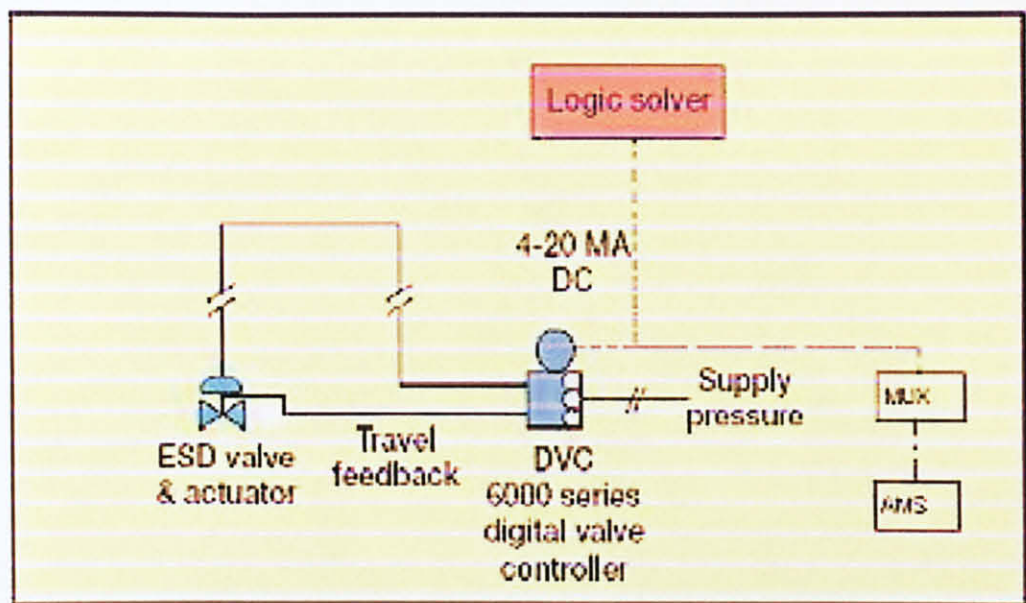 Logic solver
4-20 MA
DC
Supply
pressure
MUX
AMS
ESD valve
& actuator
Travel
feedback
DVC
6000 series
digital valve
controller